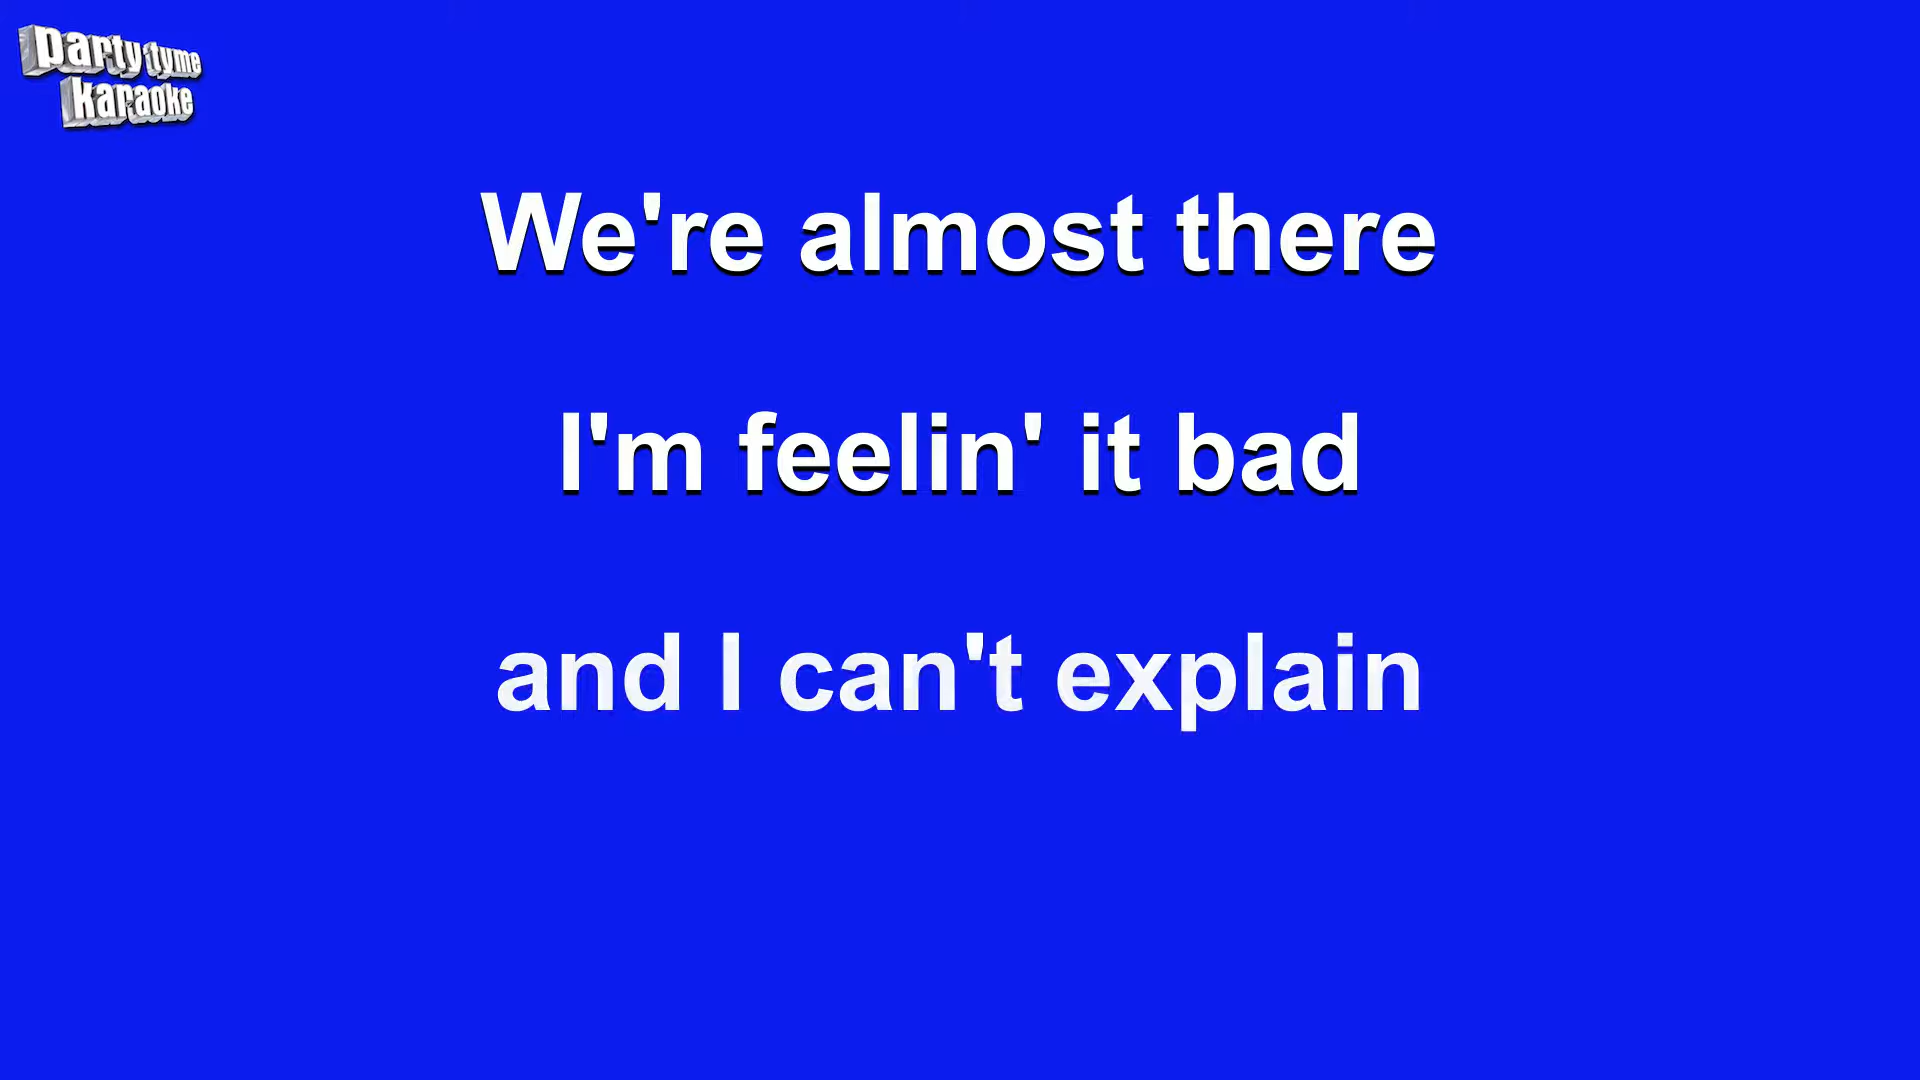 party tyme
karaoke
We're almost there
I'm feelin' it bad
and I can't explain